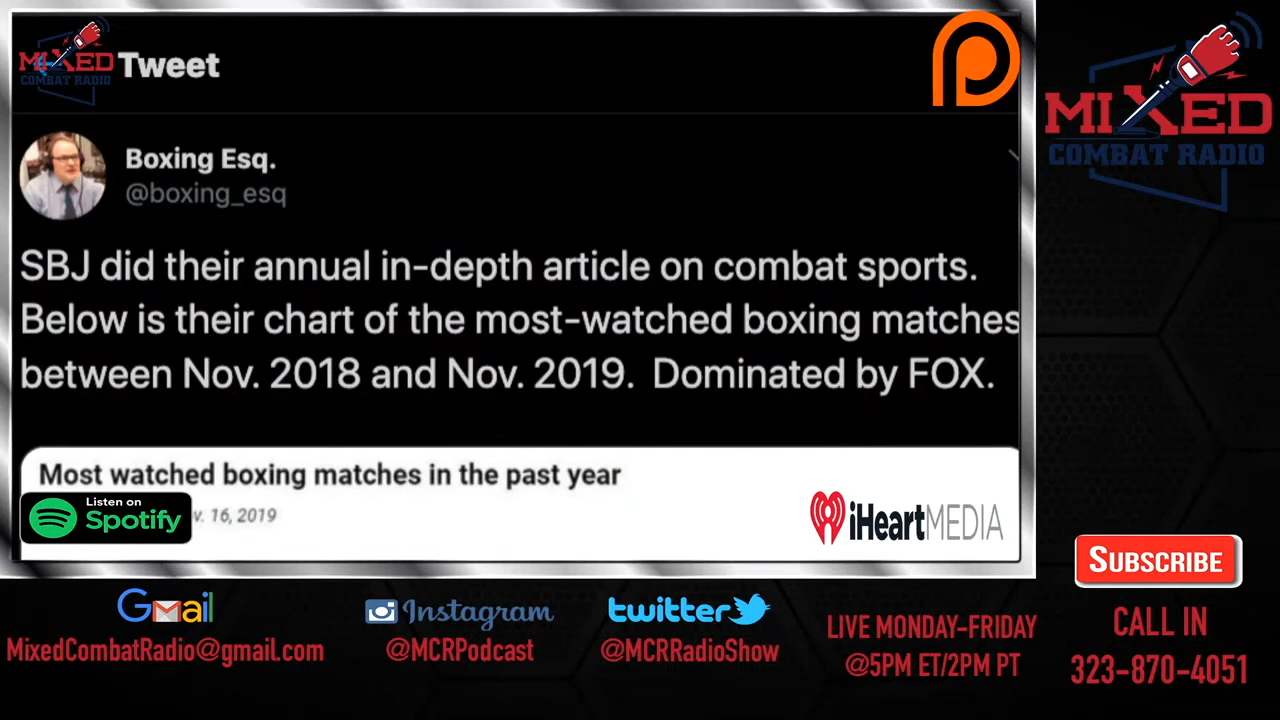 MIXED
COMBAT RADIO
Tweet
Boxing Esq.
@boxing_esq
SBJ did their annual in-depth article on combat sports.
Below is their chart of the most-watched boxing matches
between Nov. 2018 and Nov. 2019. Dominated by FOX.
Most watched boxing matches in the past year
v. 16, 2019
Listen on
Spotify
iHeartMEDIA
MIXED
COMBAT RADIO
SUBSCRIBE
CALL IN
323-870-4051
Gmail
MixedCombatRadio@gmail.com
Instagram
@MCRPodcast
twitter
@MCRRadioShow
LIVE MONDAY-FRIDAY
@5PM ET/2PM PT